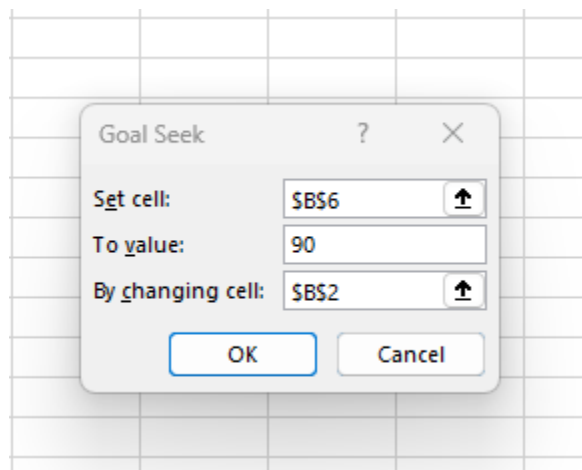 Goal Seek ? ×
Set cell: $B$6
To value: 90
By changing cell: $B$2
OK Cancel